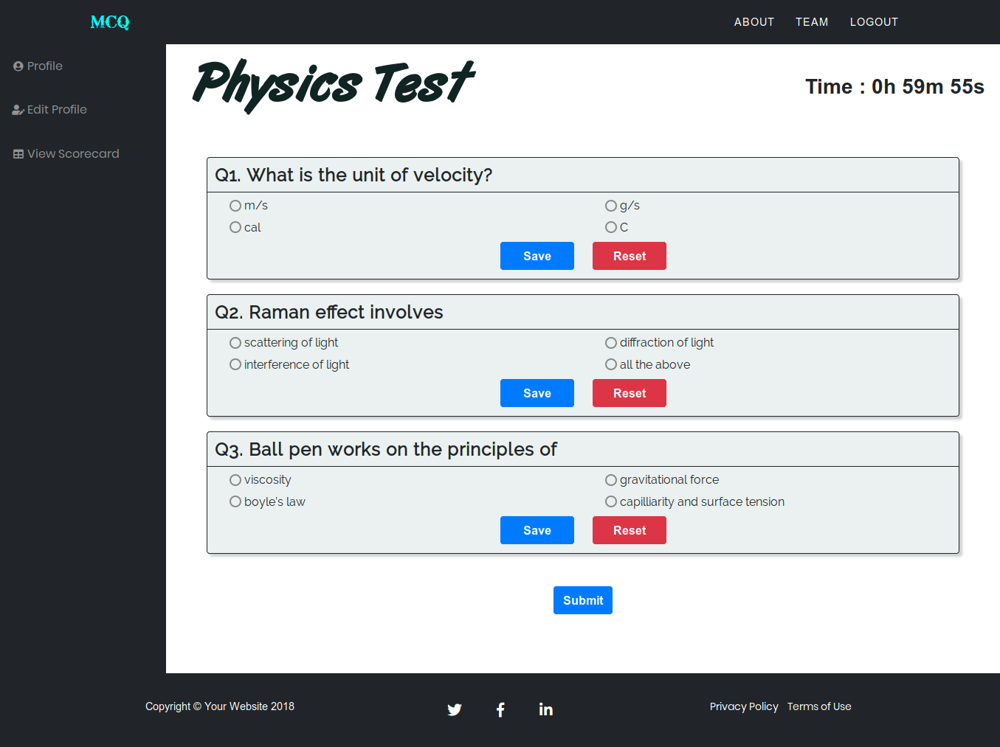 MCQ
ABOUT TEAM LOGOUT
Profile
Edit Profile
View Scorecard
Physics Test
Time : 0h 59m 55s
Q1. What is the unit of velocity?
m/s g/s
cal C
Save Reset
Q2. Raman effect involves
scattering of light diffraction of light
interference of light all the above
Save Reset
Q3. Ball pen works on the principles of
viscosity gravitational force
boyle's law capilliarity and surface tension
Save Reset
Submit
Copyright © Your Website 2018
Privacy Policy Terms of Use